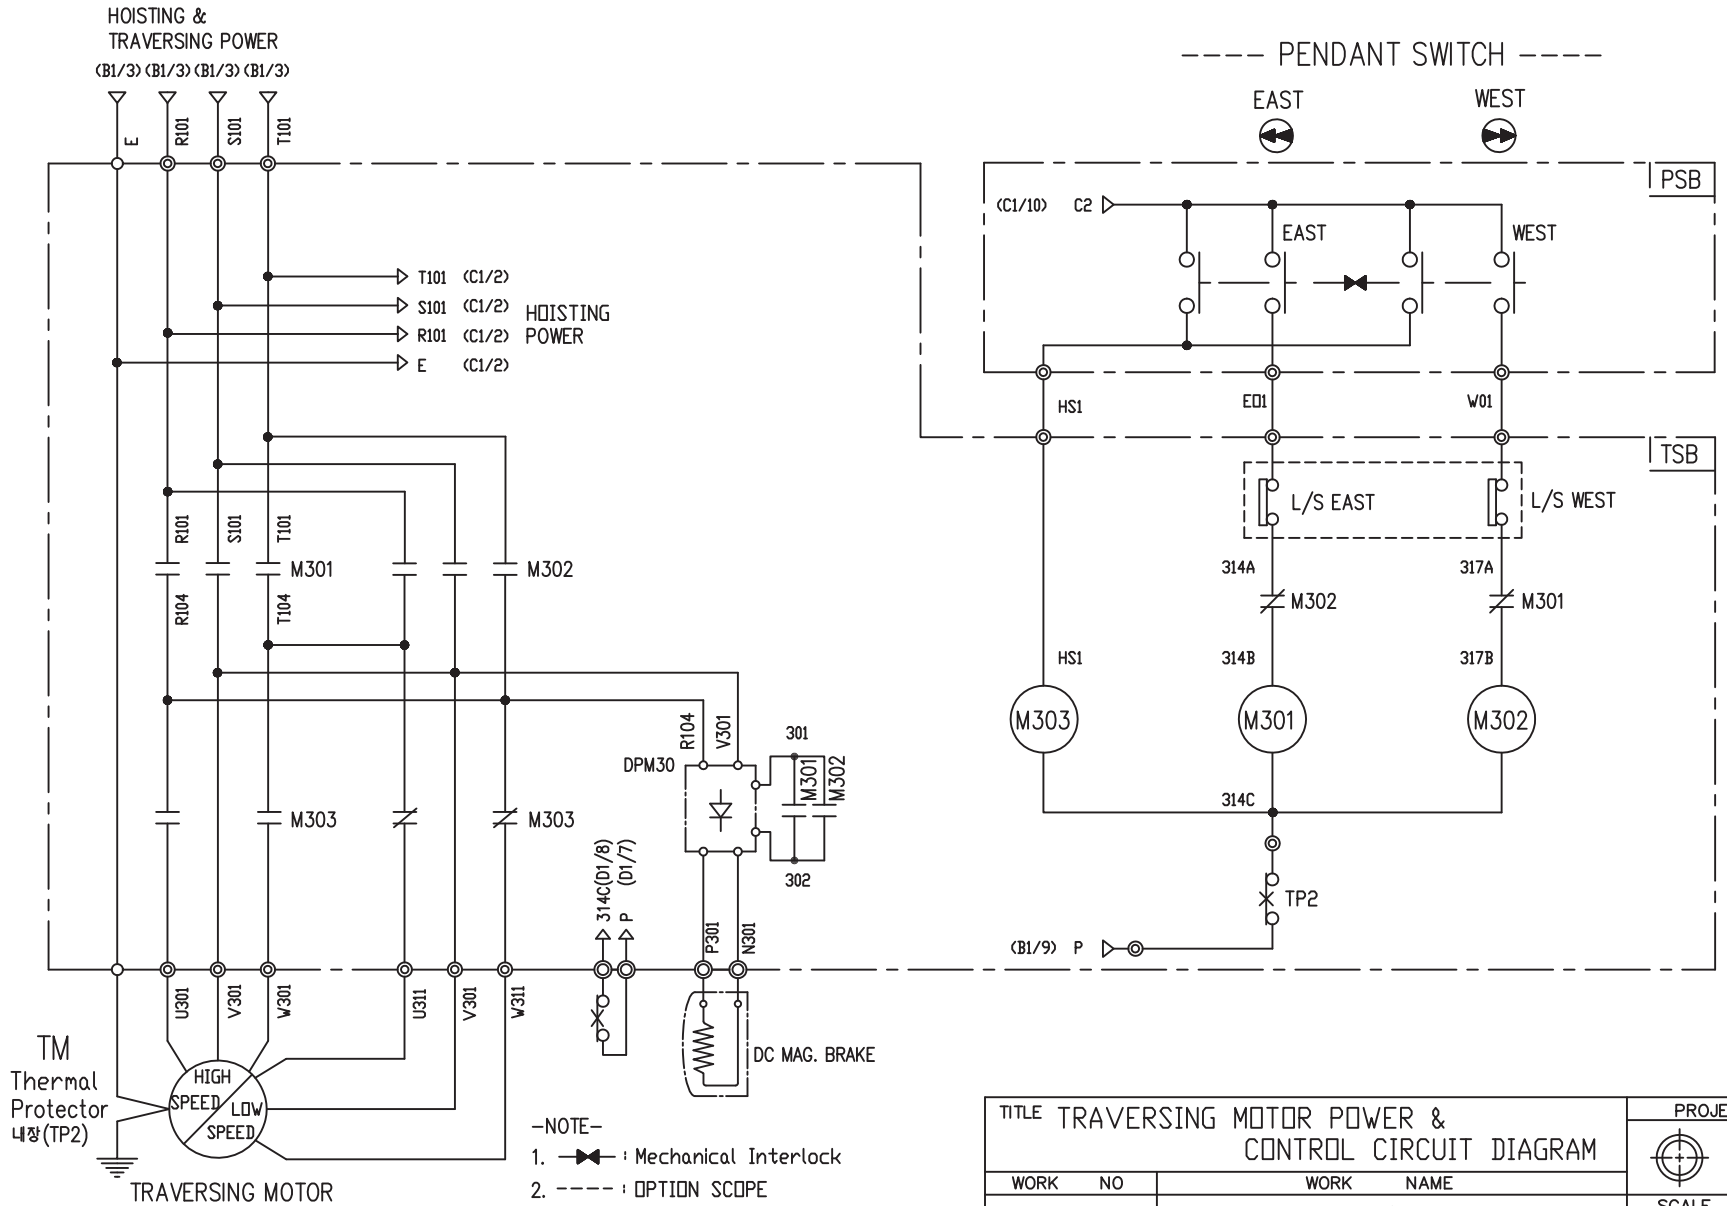 HOISTING &
TRAVERSING POWER
(B1/3) (B1/3) (B1/3) (B1/3)
E
R101
S101
T101
T101 (C1/2)
S101 (C1/2)
R101 (C1/2)
E (C1/2)
HOISTING
POWER
R101
S101
T101
M301
M302
R104
T104
M303
M303
R104
V301
DPM30
301
M301
M302
302
314C(D1/8)
P (D1/7)
P301
N301
U301
V301
W301
U311
V301
W311
DC MAG. BRAKE
TM
Thermal
Protector
내장(TP2)
HIGH
SPEED
LOW
SPEED
TRAVERSING MOTOR
-NOTE-
1. : Mechanical Interlock
2. ---- : OPTION SCOPE
---- PENDANT SWITCH ----
EAST
WEST
PSB
(C1/10) C2
EAST
WEST
HS1
E01
W01
TSB
L/S EAST
L/S WEST
314A
317A
M302
M301
HS1
314B
317B
M303
M301
M302
314C
TP2
(B1/9) P
TITLE TRAVERSING MOTOR POWER &
CONTROL CIRCUIT DIAGRAM
PROJE
WORK NO
WORK NAME
SCALE